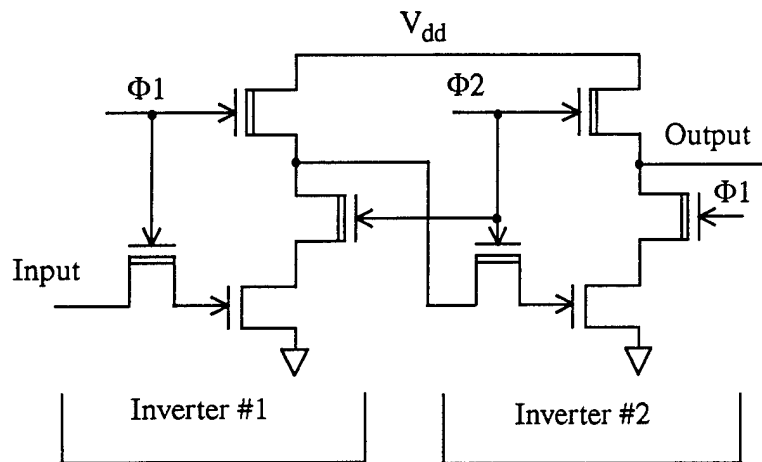 Vdd
Φ1
Φ2
Output
Φ1
Input
Inverter #1
Inverter #2